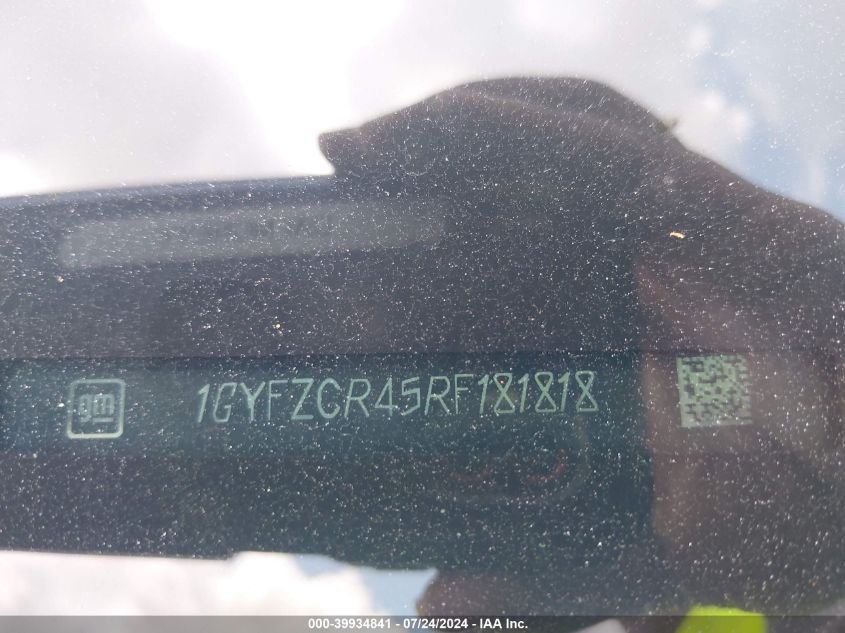 gm 1GYFZCR45RF181818
000-39934841 - 07/24/2024 - IAA Inc.